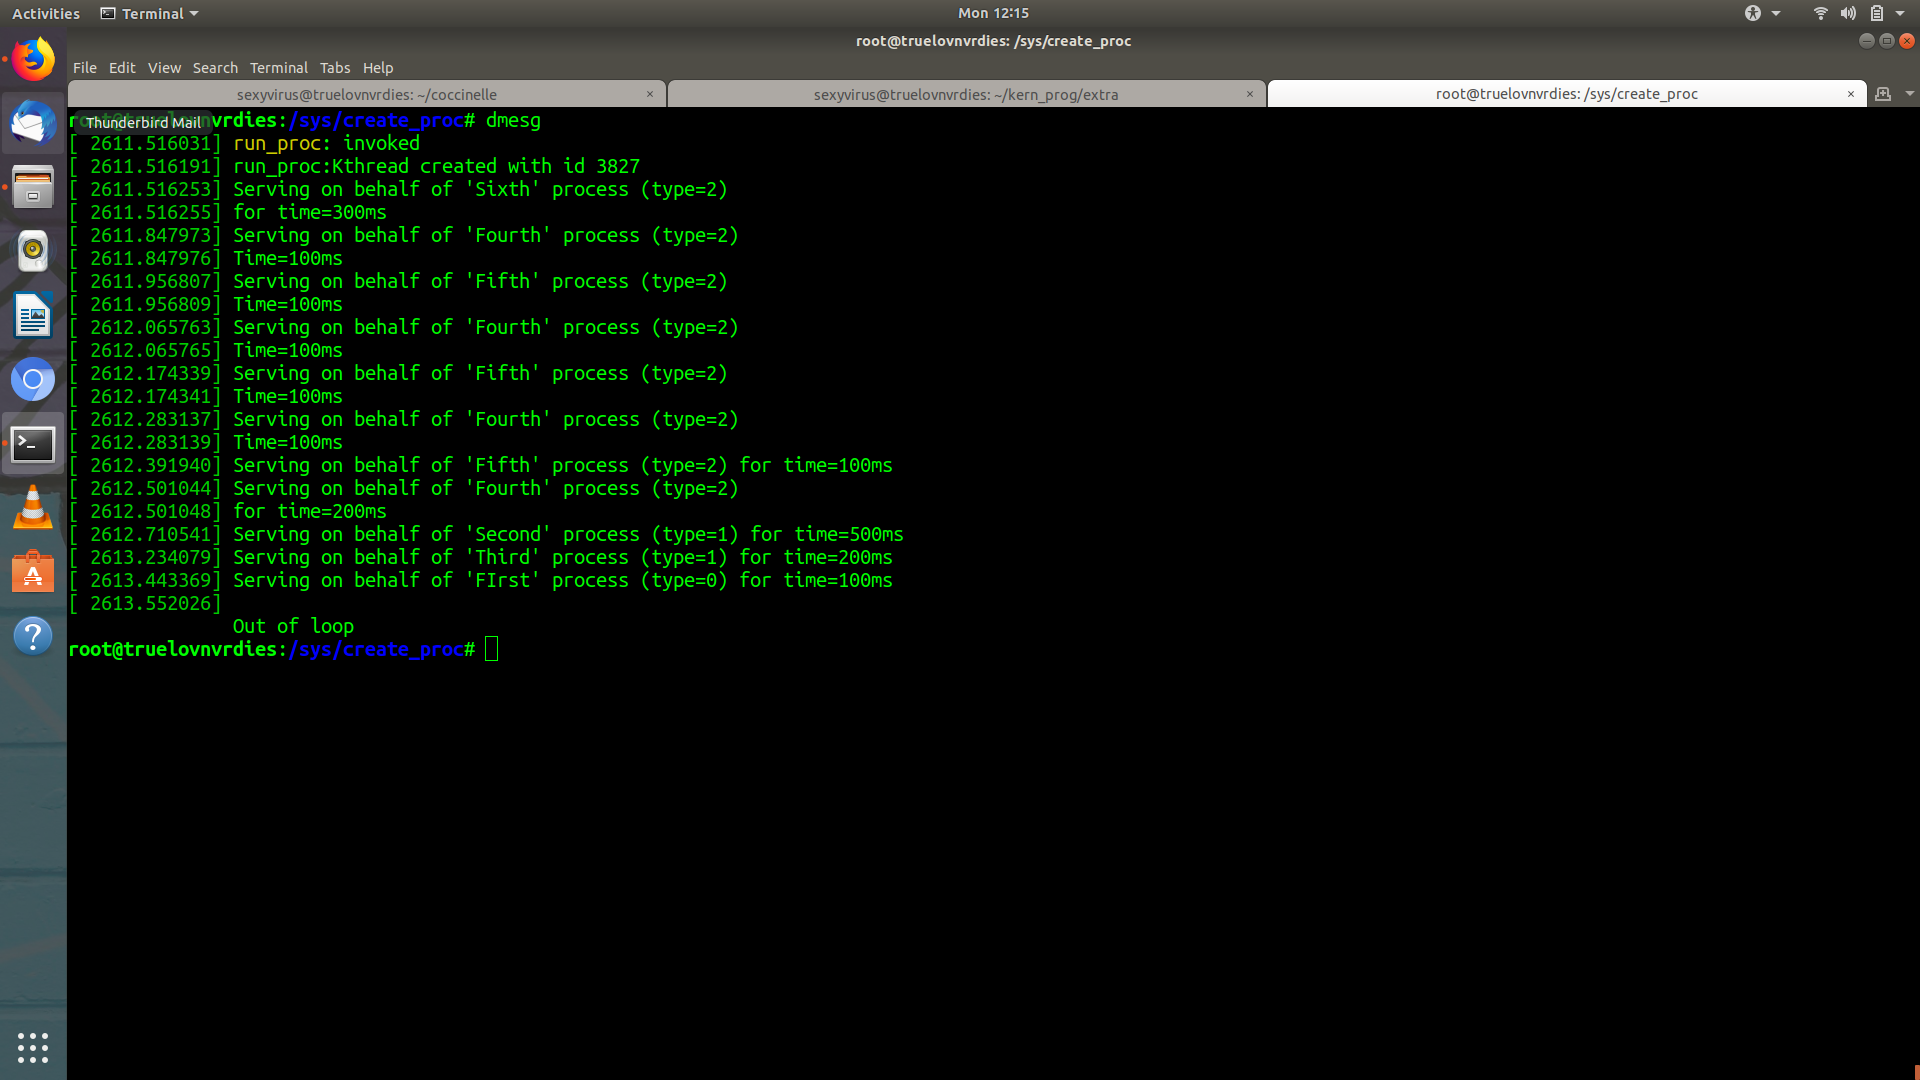 Activities Terminal Mon 12:15
root@truelovnvrdies: /sys/create_proc
File Edit View Search Terminal Tabs Help
sexyvirus@truelovnvrdies: ~/coccinelle × sexyvirus@truelovnvrdies: ~/kern_prog/extra × root@truelovnvrdies: /sys/create_proc ×
Thunderbird Mail
root@truelovnvrdies:/sys/create_proc# dmesg
[ 2611.516031] run_proc: invoked
[ 2611.516191] run_proc:Kthread created with id 3827
[ 2611.516253] Serving on behalf of 'Sixth' process (type=2)
[ 2611.516255] for time=300ms
[ 2611.847973] Serving on behalf of 'Fourth' process (type=2)
[ 2611.847976] Time=100ms
[ 2611.956807] Serving on behalf of 'Fifth' process (type=2)
[ 2611.956809] Time=100ms
[ 2612.065763] Serving on behalf of 'Fourth' process (type=2)
[ 2612.065765] Time=100ms
[ 2612.174339] Serving on behalf of 'Fifth' process (type=2)
[ 2612.174341] Time=100ms
[ 2612.283137] Serving on behalf of 'Fourth' process (type=2)
[ 2612.283139] Time=100ms
[ 2612.391940] Serving on behalf of 'Fifth' process (type=2) for time=100ms
[ 2612.501044] Serving on behalf of 'Fourth' process (type=2)
[ 2612.501048] for time=200ms
[ 2612.710541] Serving on behalf of 'Second' process (type=1) for time=500ms
[ 2613.234079] Serving on behalf of 'Third' process (type=1) for time=200ms
[ 2613.443369] Serving on behalf of 'FIrst' process (type=0) for time=100ms
[ 2613.552026]
Out of loop
root@truelovnvrdies:/sys/create_proc#